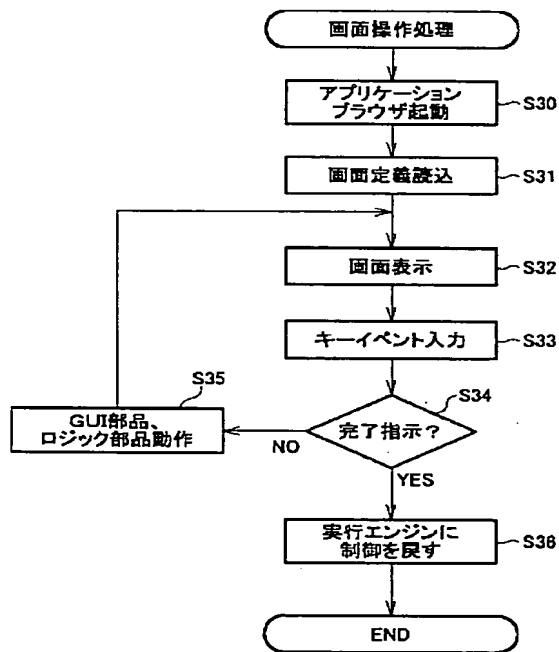 画面操作処理
アプリケーション
ブラウザ起動
S30
画面定義読込
S31
画面表示
S32
キーイベント入力
S33
S35
GUI部品、
ロジック部品動作
S34
完了指示？
NO
YES
実行エンジンに
制御を戻す
S36
END